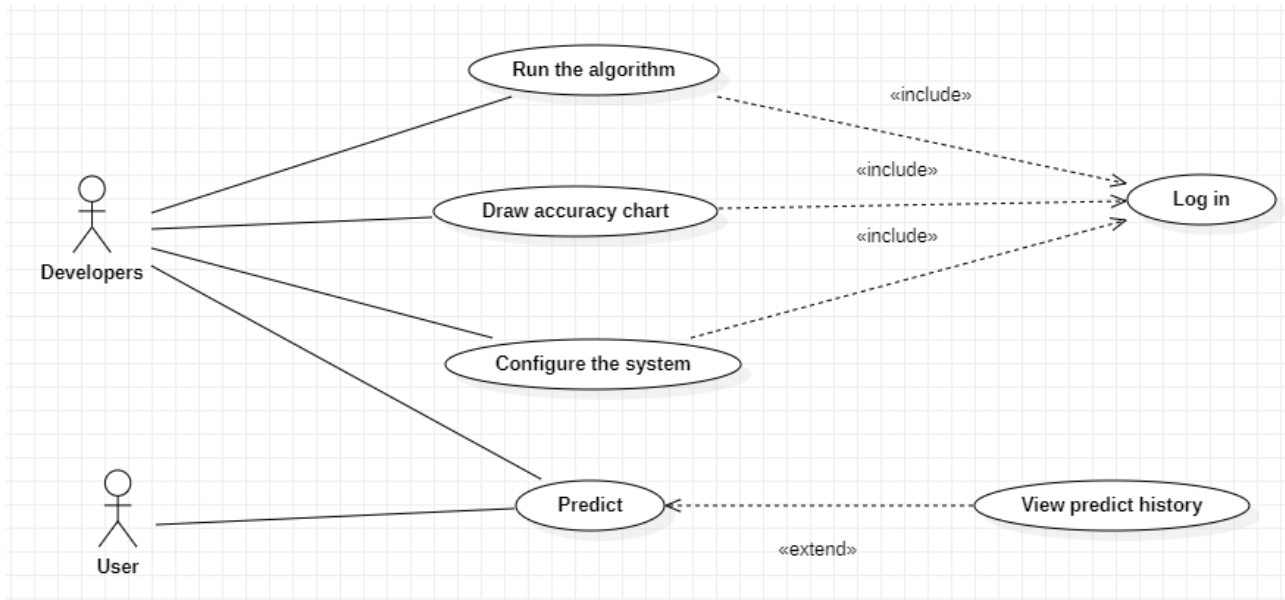 Run the algorithm
«include»
«include»
Draw accuracy chart
Log in
«include»
Developers
Configure the system
Predict
View predict history
«extend»
User